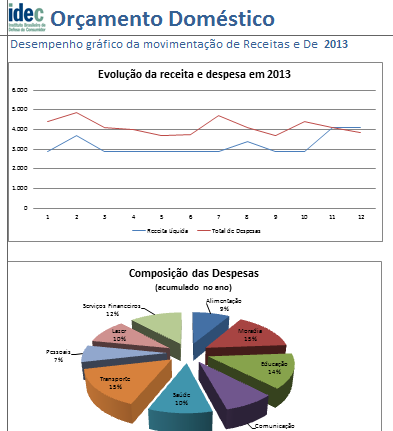 idec
Instituto Brasileiro de
Defesa do Consumidor
Orçamento Doméstico
Desempenho gráfico da movimentação de Receitas e De 2013
Evolução da receita e despesa em 2013
6.000
5.000
4.000
3.000
2.000
1.000
0
1 2 3 4 5 6 7 8 9 10 11 12
Receita Líquida Total de Despesas
Composição das Despesas
(acumulado no ano)
Alimentação
9%
Moradia
15%
Educação
14%
Comunicação
Saúde
10%
Transporte
15%
Pessoais
7%
Lazer
10%
Serviços Financeiros
12%